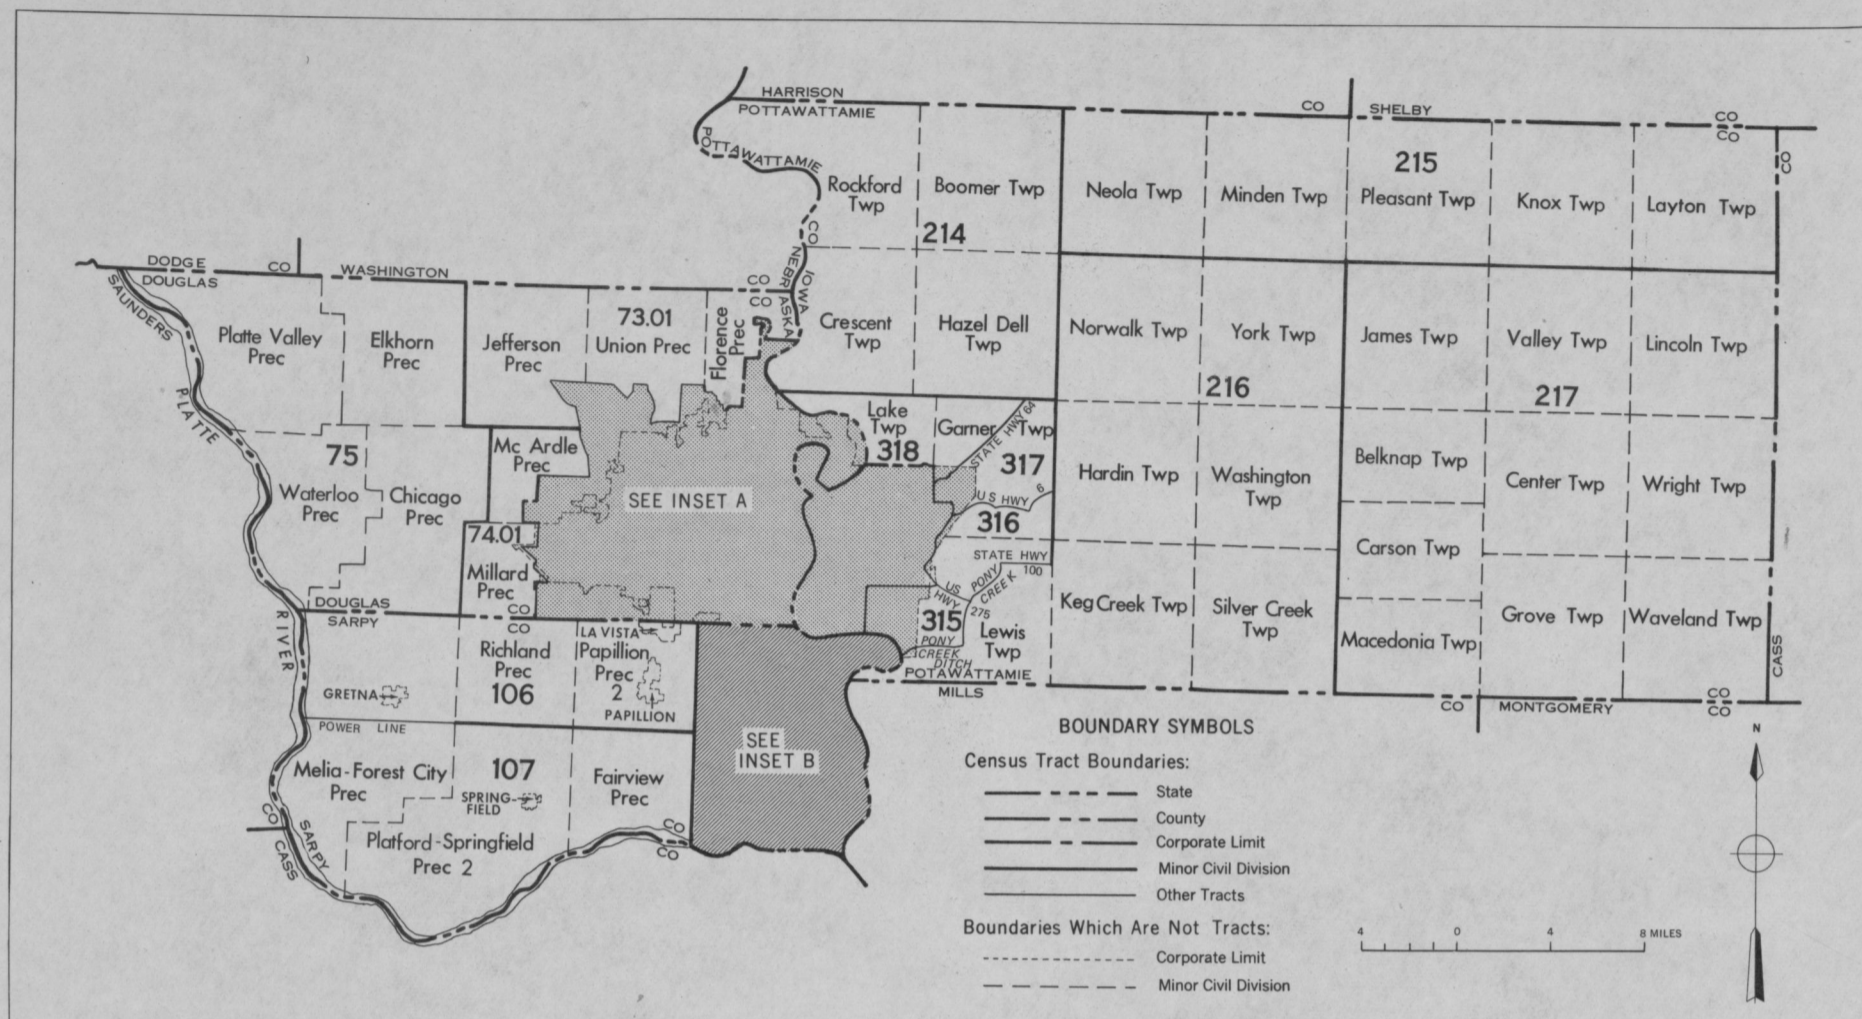 HARRISON
CO
SHELBY
CO
POTTAWATTAMIE
CO
CO
POTTAWATTAMIE
215
Rockford
Twp
Boomer Twp
Neola Twp
Minden Twp
Pleasant Twp
Knox Twp
Layton Twp
CO
214
DODGE
CO
WASHINGTON
CO
NEBRASKA
IOWA
DOUGLAS
CO
SAUNDERS
Platte Valley
Prec
Elkhorn
Prec
Jefferson
Prec
73.01
Union Prec
Florence
Prec
Crescent
Twp
Hazel Dell
Twp
Norwalk Twp
York Twp
James Twp
Valley Twp
Lincoln Twp
216
217
PLATTE
RIVER
Mc Ardle
Prec
Lake
Twp
318
Garner Twp
STATE HWY 64
317
75
Waterloo
Prec
Chicago
Prec
SEE INSET A
US HWY 6
316
Hardin Twp
Washington
Twp
Belknap Twp
Center Twp
Wright Twp
74.01
Millard
Prec
STATE HWY
100
PONY
CREEK
US
HWY
275
Carson Twp
DOUGLAS
CO
SARPY
CO
315
PONY
CREEK
DITCH
Lewis
Twp
Keg Creek Twp
Silver Creek
Twp
Macedonia Twp
Grove Twp
Waveland Twp
CASS
LA VISTA
Richland
Prec
106
Papillion
Prec
2
PAPILLION
GRETNA
POTAWATTAMIE
MILLS
CO
MONTGOMERY
CO
CO
POWER LINE
Melia-Forest City
Prec
107
SPRING-
FIELD
Fairview
Prec
SEE
INSET B
Platford-Springfield
Prec 2
CO
SARPY
CASS
CO
CO
BOUNDARY SYMBOLS
Census Tract Boundaries:
State
County
Corporate Limit
Minor Civil Division
Other Tracts
Boundaries Which Are Not Tracts:
Corporate Limit
Minor Civil Division
N
4 0 4 8 MILES